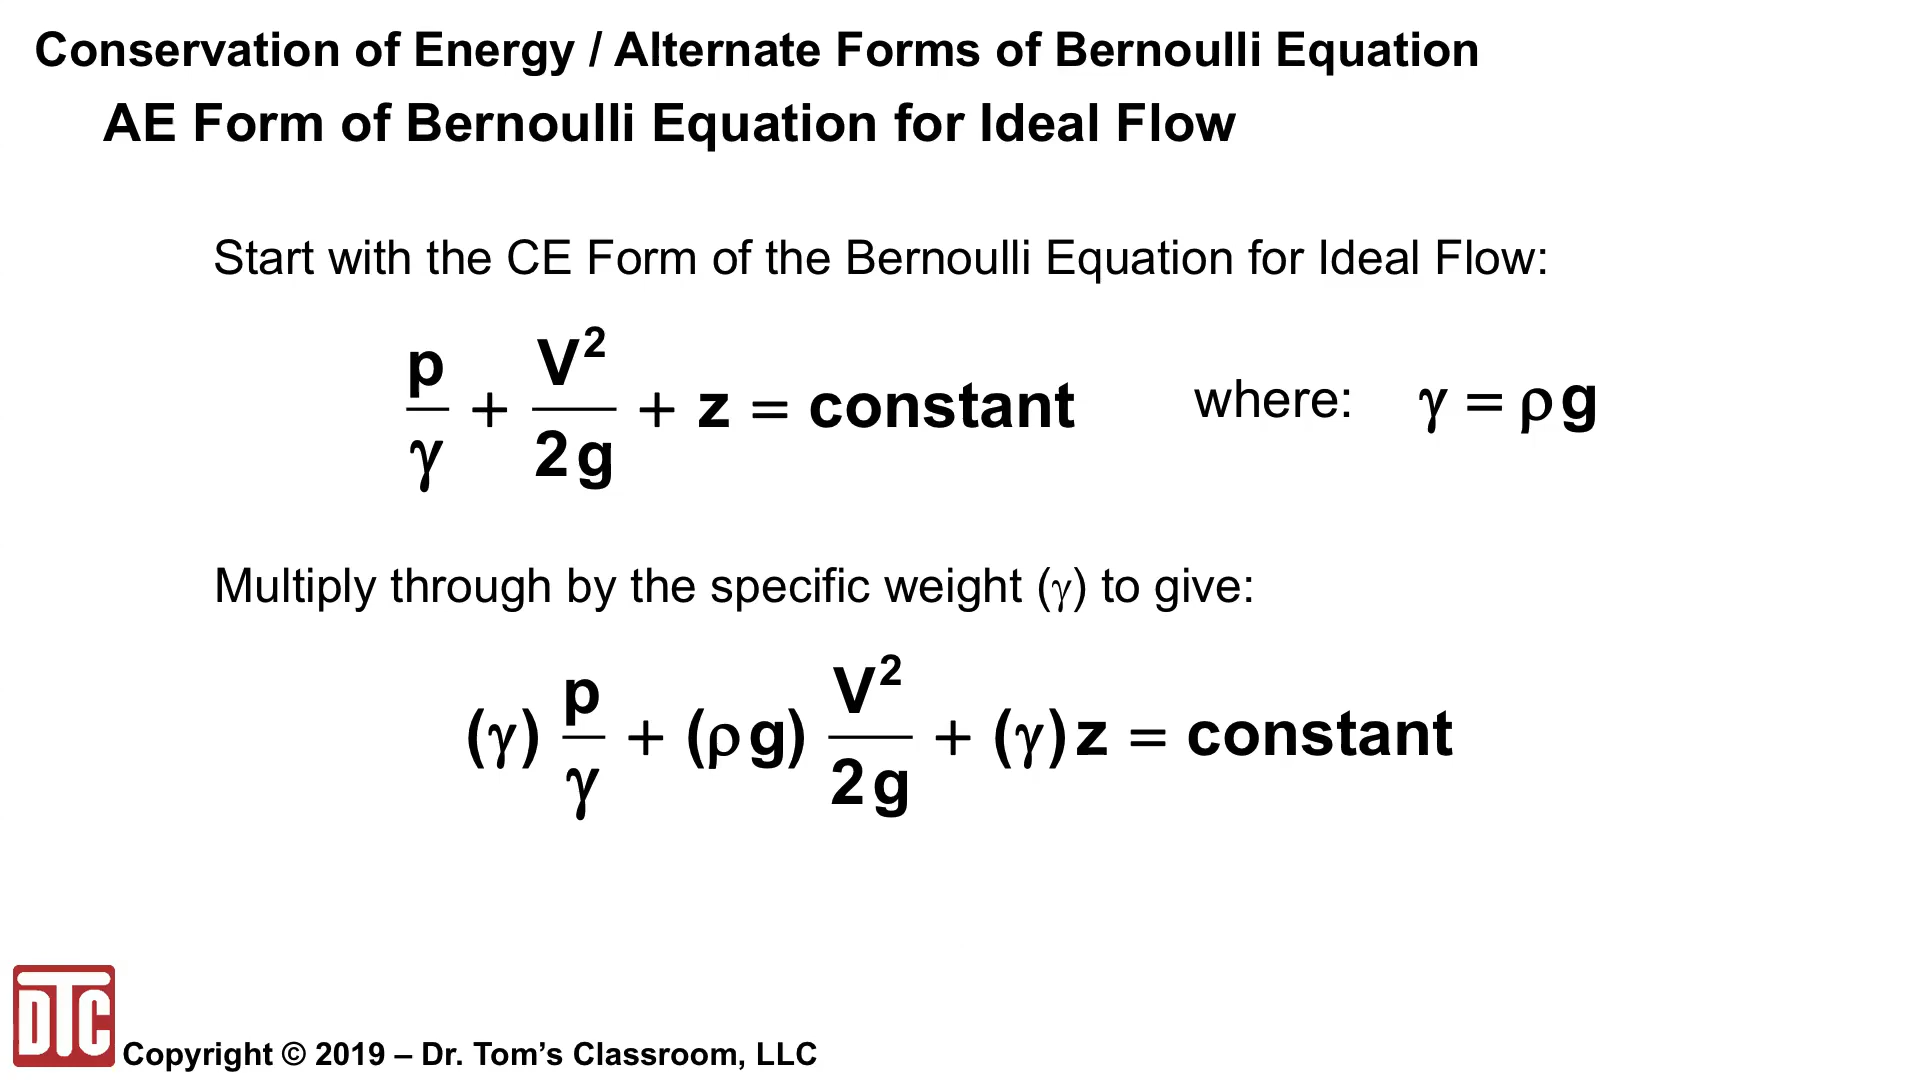 Conservation of Energy / Alternate Forms of Bernoulli Equation
AE Form of Bernoulli Equation for Ideal Flow
Start with the CE Form of the Bernoulli Equation for Ideal Flow:
p/γ + V²/2g + z = constant where: γ = ρg
Multiply through by the specific weight (γ) to give:
(γ) p/γ + (ρg) V²/2g + (γ)z = constant
DTC
Copyright © 2019 – Dr. Tom’s Classroom, LLC